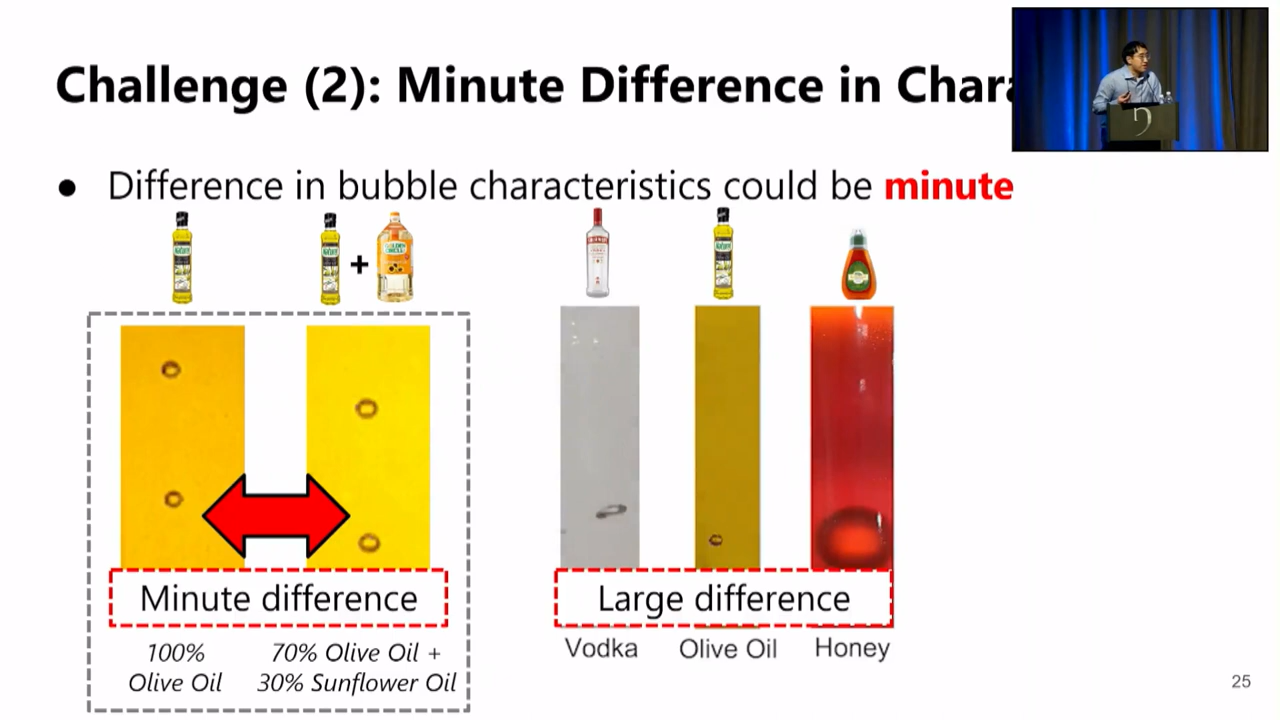 Challenge (2): Minute Difference in Chara
● Difference in bubble characteristics could be minute
+
Minute difference
100%
Olive Oil
70% Olive Oil +
30% Sunflower Oil
Large difference
Vodka
Olive Oil
Honey
25